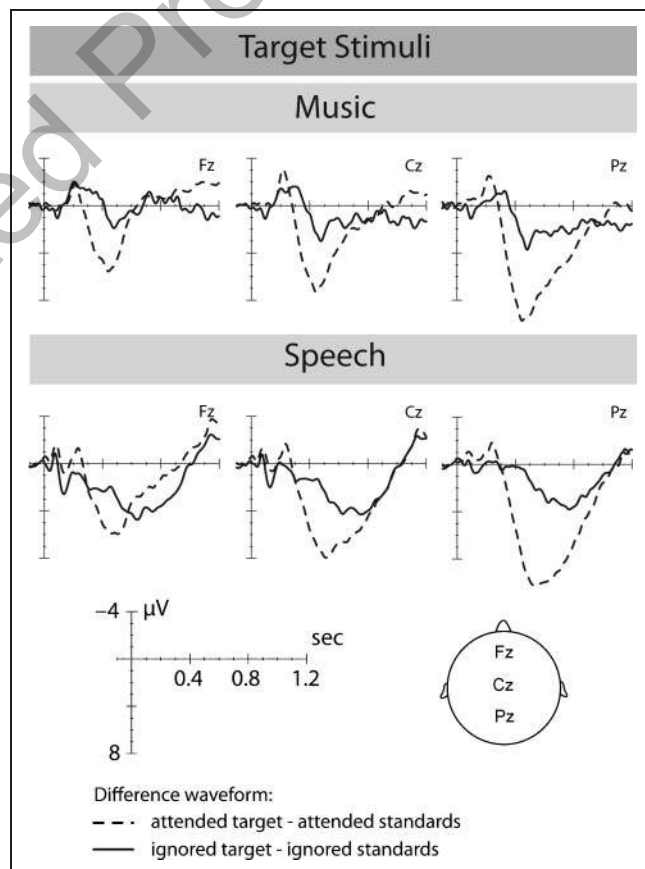 Target Stimuli
Music
Fz Cz Pz
Speech
Fz Cz Pz
−4 μV
sec
0.4 0.8 1.2
8
Fz
Cz
Pz
Difference waveform:
attended target - attended standards
ignored target - ignored standards